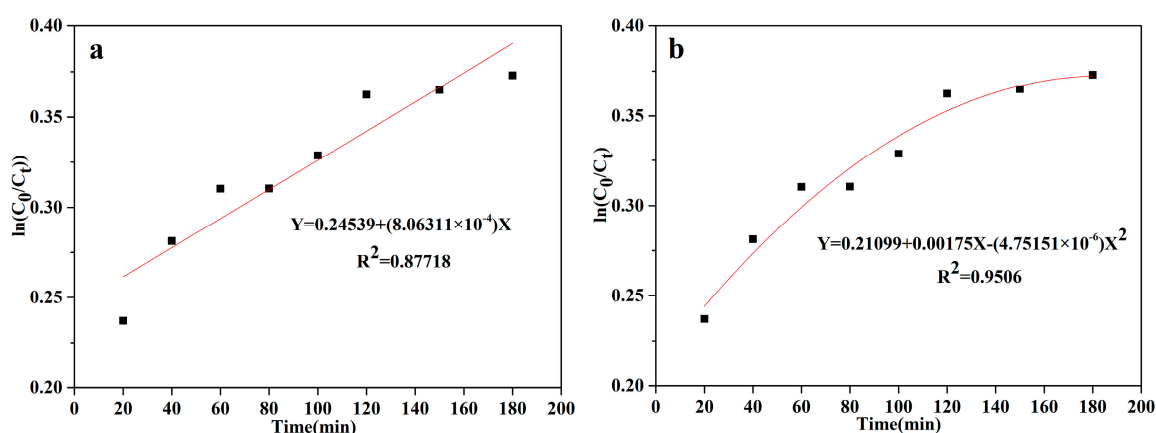 a
0.40
0.35
0.30
0.25
0.20
ln(C0/Ct))
Y=0.24539+(8.06311×10-4)X
R2=0.87718
0 20 40 60 80 100 120 140 160 180 200
Time(min)
b
0.40
0.35
0.30
0.25
0.20
ln(C0/Ct)
Y=0.21099+0.00175X-(4.75151×10-6)X2
R2=0.9506
0 20 40 60 80 100 120 140 160 180 200
Time(min)